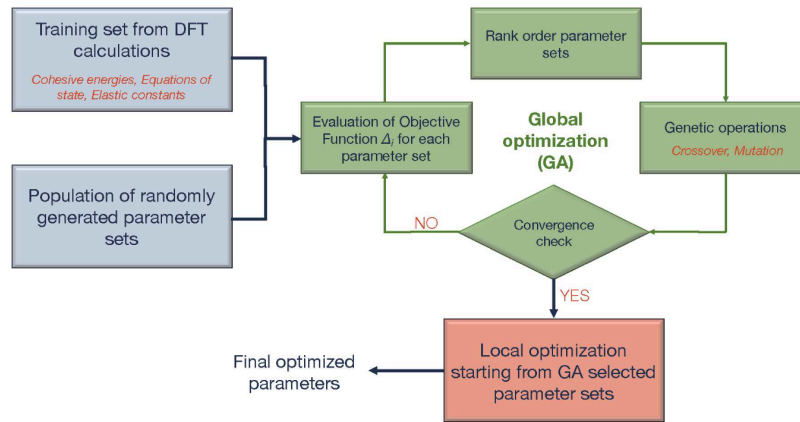 Training set from DFT
calculations
Cohesive energies, Equations of
state, Elastic constants
Population of randomly
generated parameter
sets
Evaluation of Objective
Function Δi for each
parameter set
Rank order parameter
sets
Global
optimization
(GA)
Genetic operations
Crossover, Mutation
Convergence
check
NO
YES
Local optimization
starting from GA selected
parameter sets
Final optimized
parameters